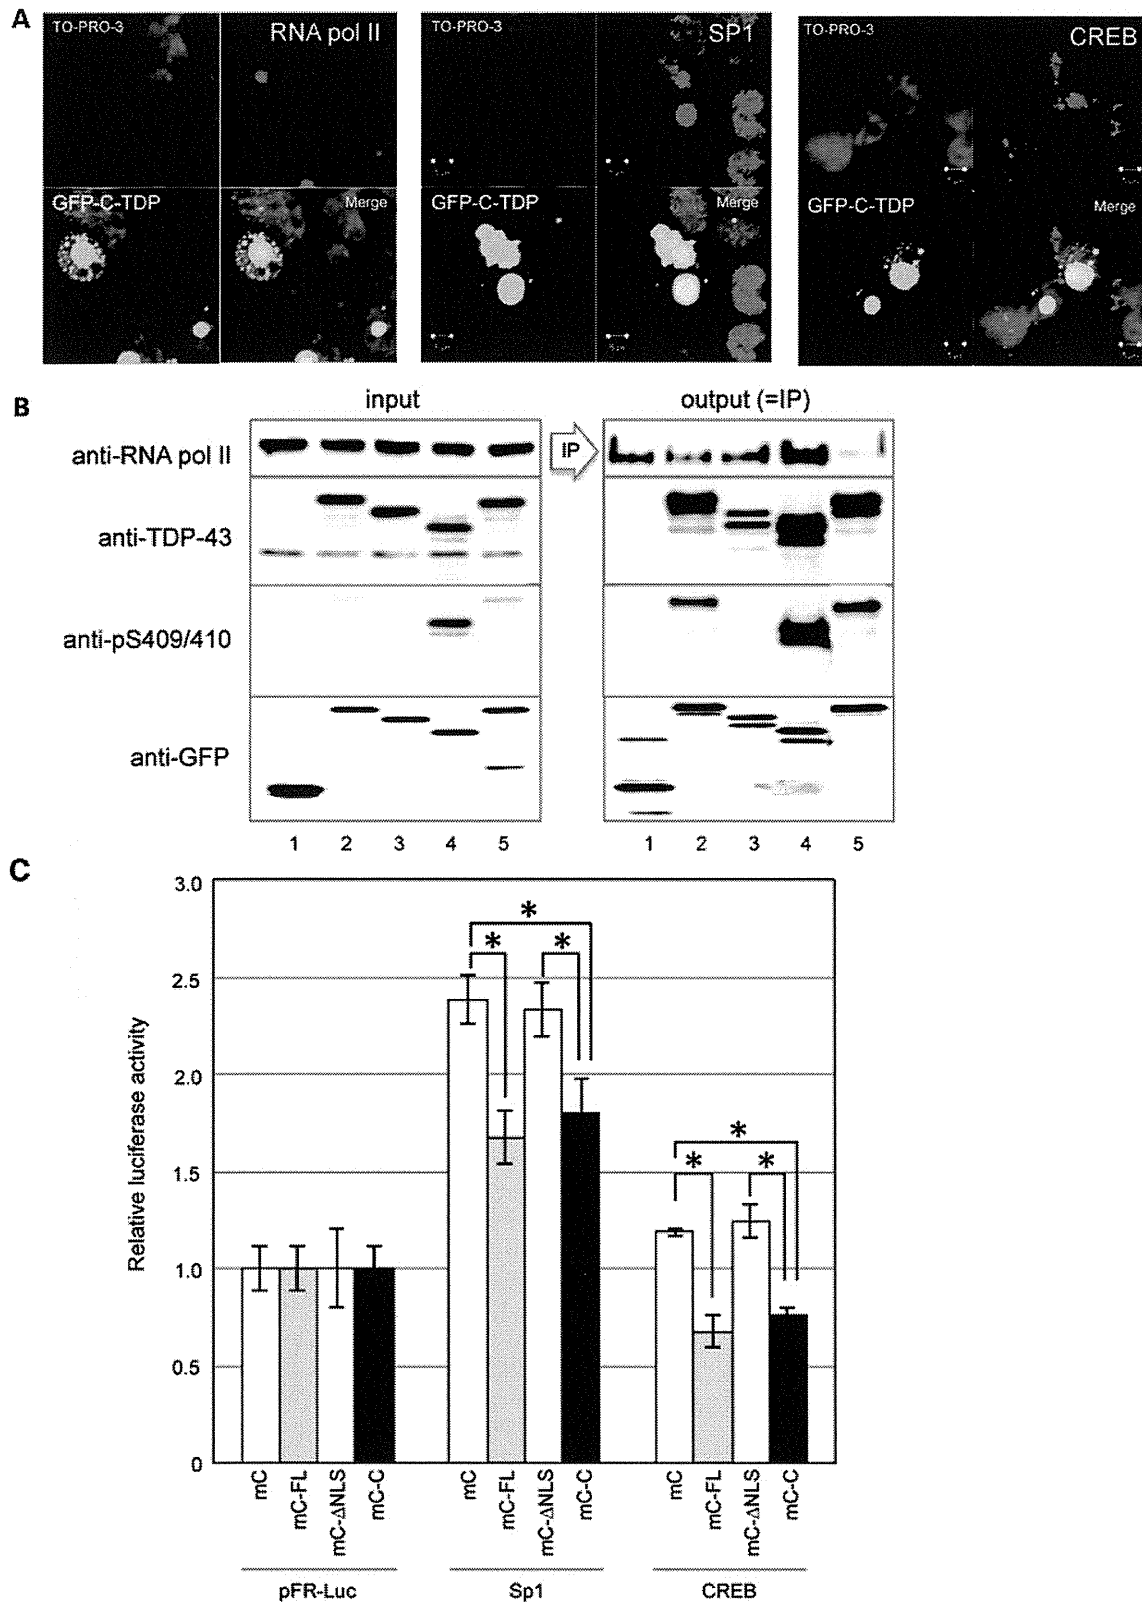 A
TO-PRO-3 RNA pol II
GFP-C-TDP Merge
TO-PRO-3 SP1
GFP-C-TDP Merge
TO-PRO-3 CREB
GFP-C-TDP Merge
B
input output (=IP)
anti-RNA pol II IP
anti-TDP-43
anti-pS409/410
anti-GFP
1 2 3 4 5 1 2 3 4 5
C
Relative luciferase activity
3.0
2.5
2.0
1.5
1.0
0.5
0
* * *
* * *
mC mC-FL mC-ΔNLS mC-C mC mC-FL mC-ΔNLS mC-C mC mC-FL mC-ΔNLS mC-C
pFR-Luc Sp1 CREB